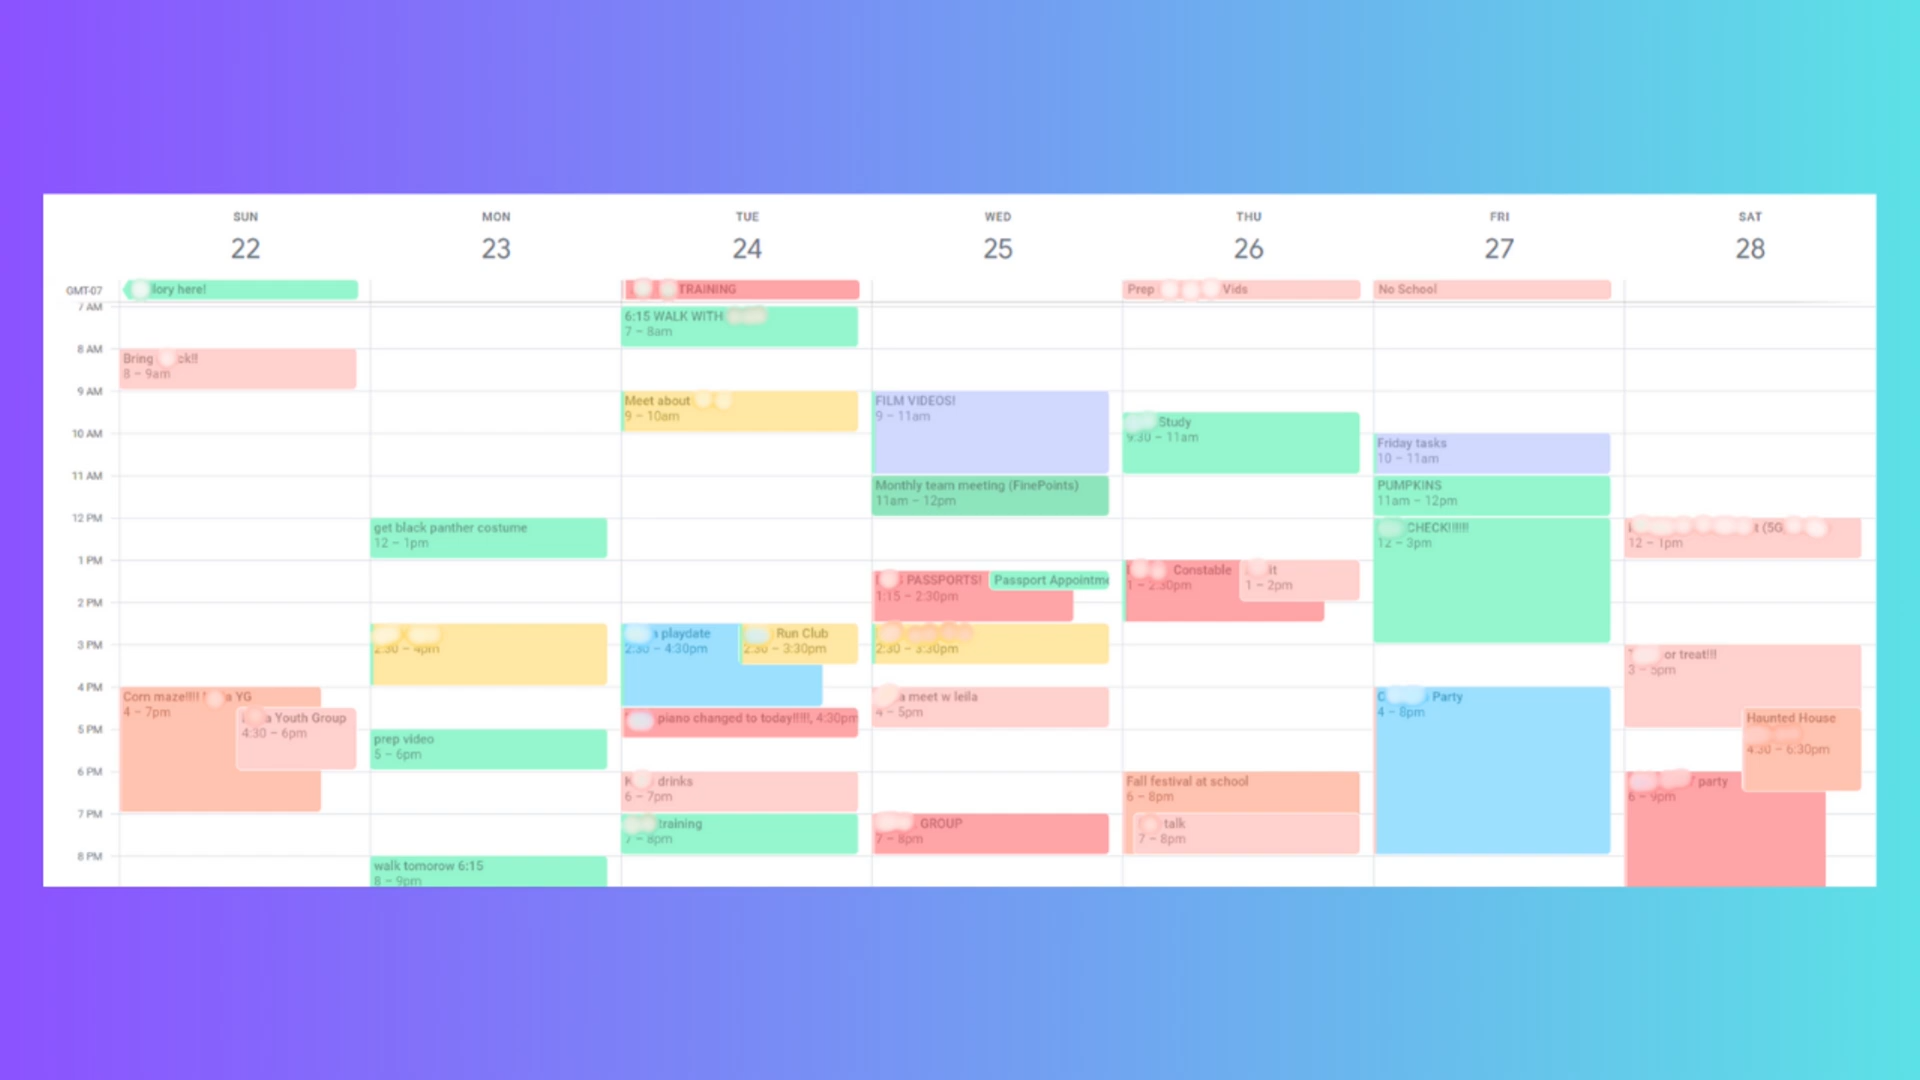 SUN
MON
TUE
WED
THU
FRI
SAT
22
23
24
25
26
27
28
GMT-07
lory here!
TRAINING
Prep Vids
No School
7 AM
8 AM
9 AM
10 AM
11 AM
12 PM
1 PM
2 PM
3 PM
4 PM
5 PM
6 PM
7 PM
8 PM
Bring ck!!
8 – 9am
Corn maze!!!! a YG
4 – 7pm
a Youth Group
4:30 – 6pm
get black panther costume
12 – 1pm
2:30 – 4pm
prep video
5 – 6pm
walk tomorow 6:15
8 – 9pm
6:15 WALK WITH
7 – 8am
Meet about
9 – 10am
playdate
2:30 – 4:30pm
Run Club
2:30 – 3:30pm
piano changed to today!!!!!, 4:30pm
K drinks
6 – 7pm
training
7 – 8pm
FILM VIDEOS!
9 – 11am
Monthly team meeting (FinePoints)
11am – 12pm
PASSPORTS!
1:15 – 2:30pm
Passport Appointme
2:30 – 3:30pm
a meet w leila
4 – 5pm
GROUP
7 – 8pm
Study
9:30 – 11am
Constable
1 – 2:30pm
it
1 – 2pm
Fall festival at school
6 – 8pm
talk
7 – 8pm
Friday tasks
10 – 11am
PUMPKINS
11am – 12pm
CHECK!!!!!!
12 – 3pm
C Party
4 – 8pm
t (5G
12 – 1pm
or treat!!!
3 – 5pm
Haunted House
4:30 – 6:30pm
party
6 – 9pm